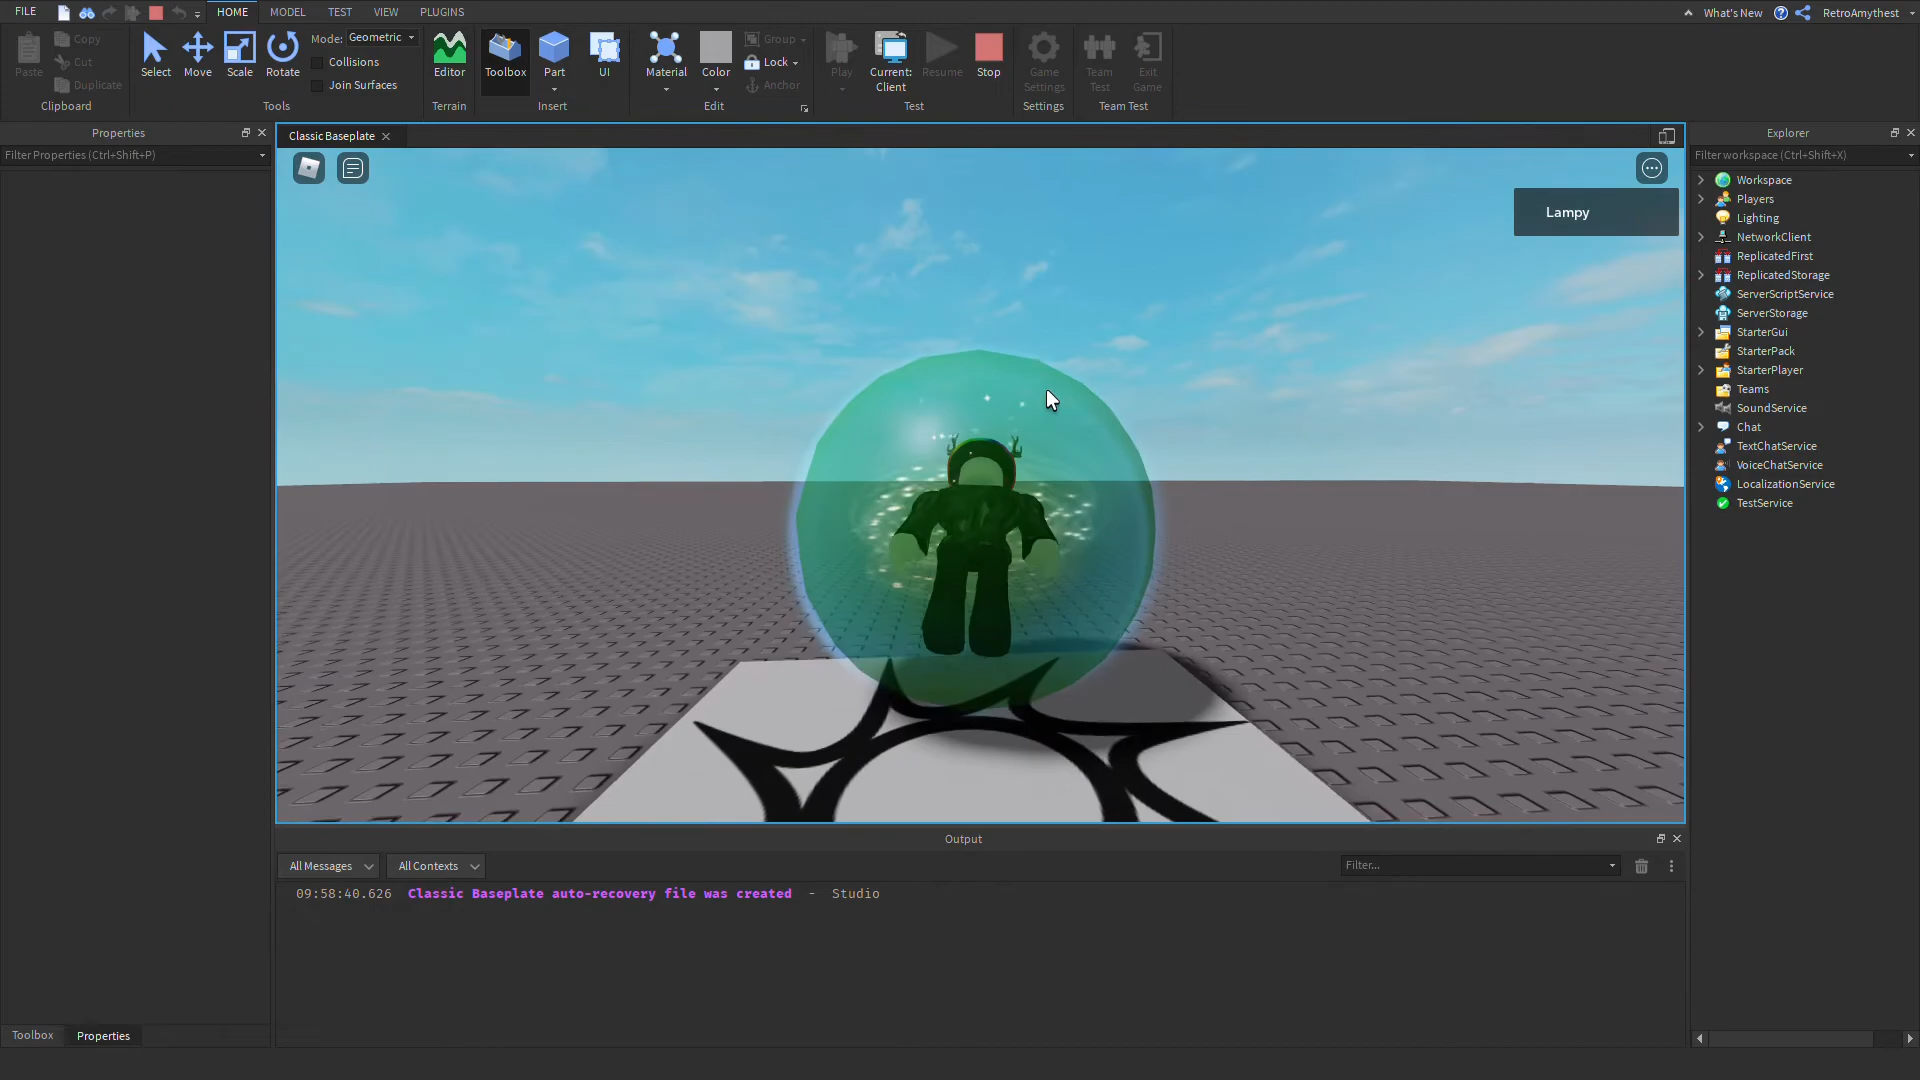 FILE HOME MODEL TEST VIEW PLUGINS What's New RetroAmythest
Paste Copy Cut Duplicate Clipboard
Select Move Scale Rotate Mode: Geometric Collisions Join Surfaces Tools
Editor Terrain
Toolbox Part UI Insert
Material Color Group Lock Anchor Edit
Play Current: Client Resume Stop Test
Game Settings Settings
Team Test Exit Game Team Test
Properties
Filter Properties (Ctrl+Shift+P)
Classic Baseplate
Lampy
Explorer
Filter workspace (Ctrl+Shift+X)
Workspace
Players
Lighting
NetworkClient
ReplicatedFirst
ReplicatedStorage
ServerScriptService
ServerStorage
StarterGui
StarterPack
StarterPlayer
Teams
SoundService
Chat
TextChatService
VoiceChatService
LocalizationService
TestService
Output
All Messages All Contexts Filter...
09:58:40.626 Classic Baseplate auto-recovery file was created - Studio
Toolbox Properties